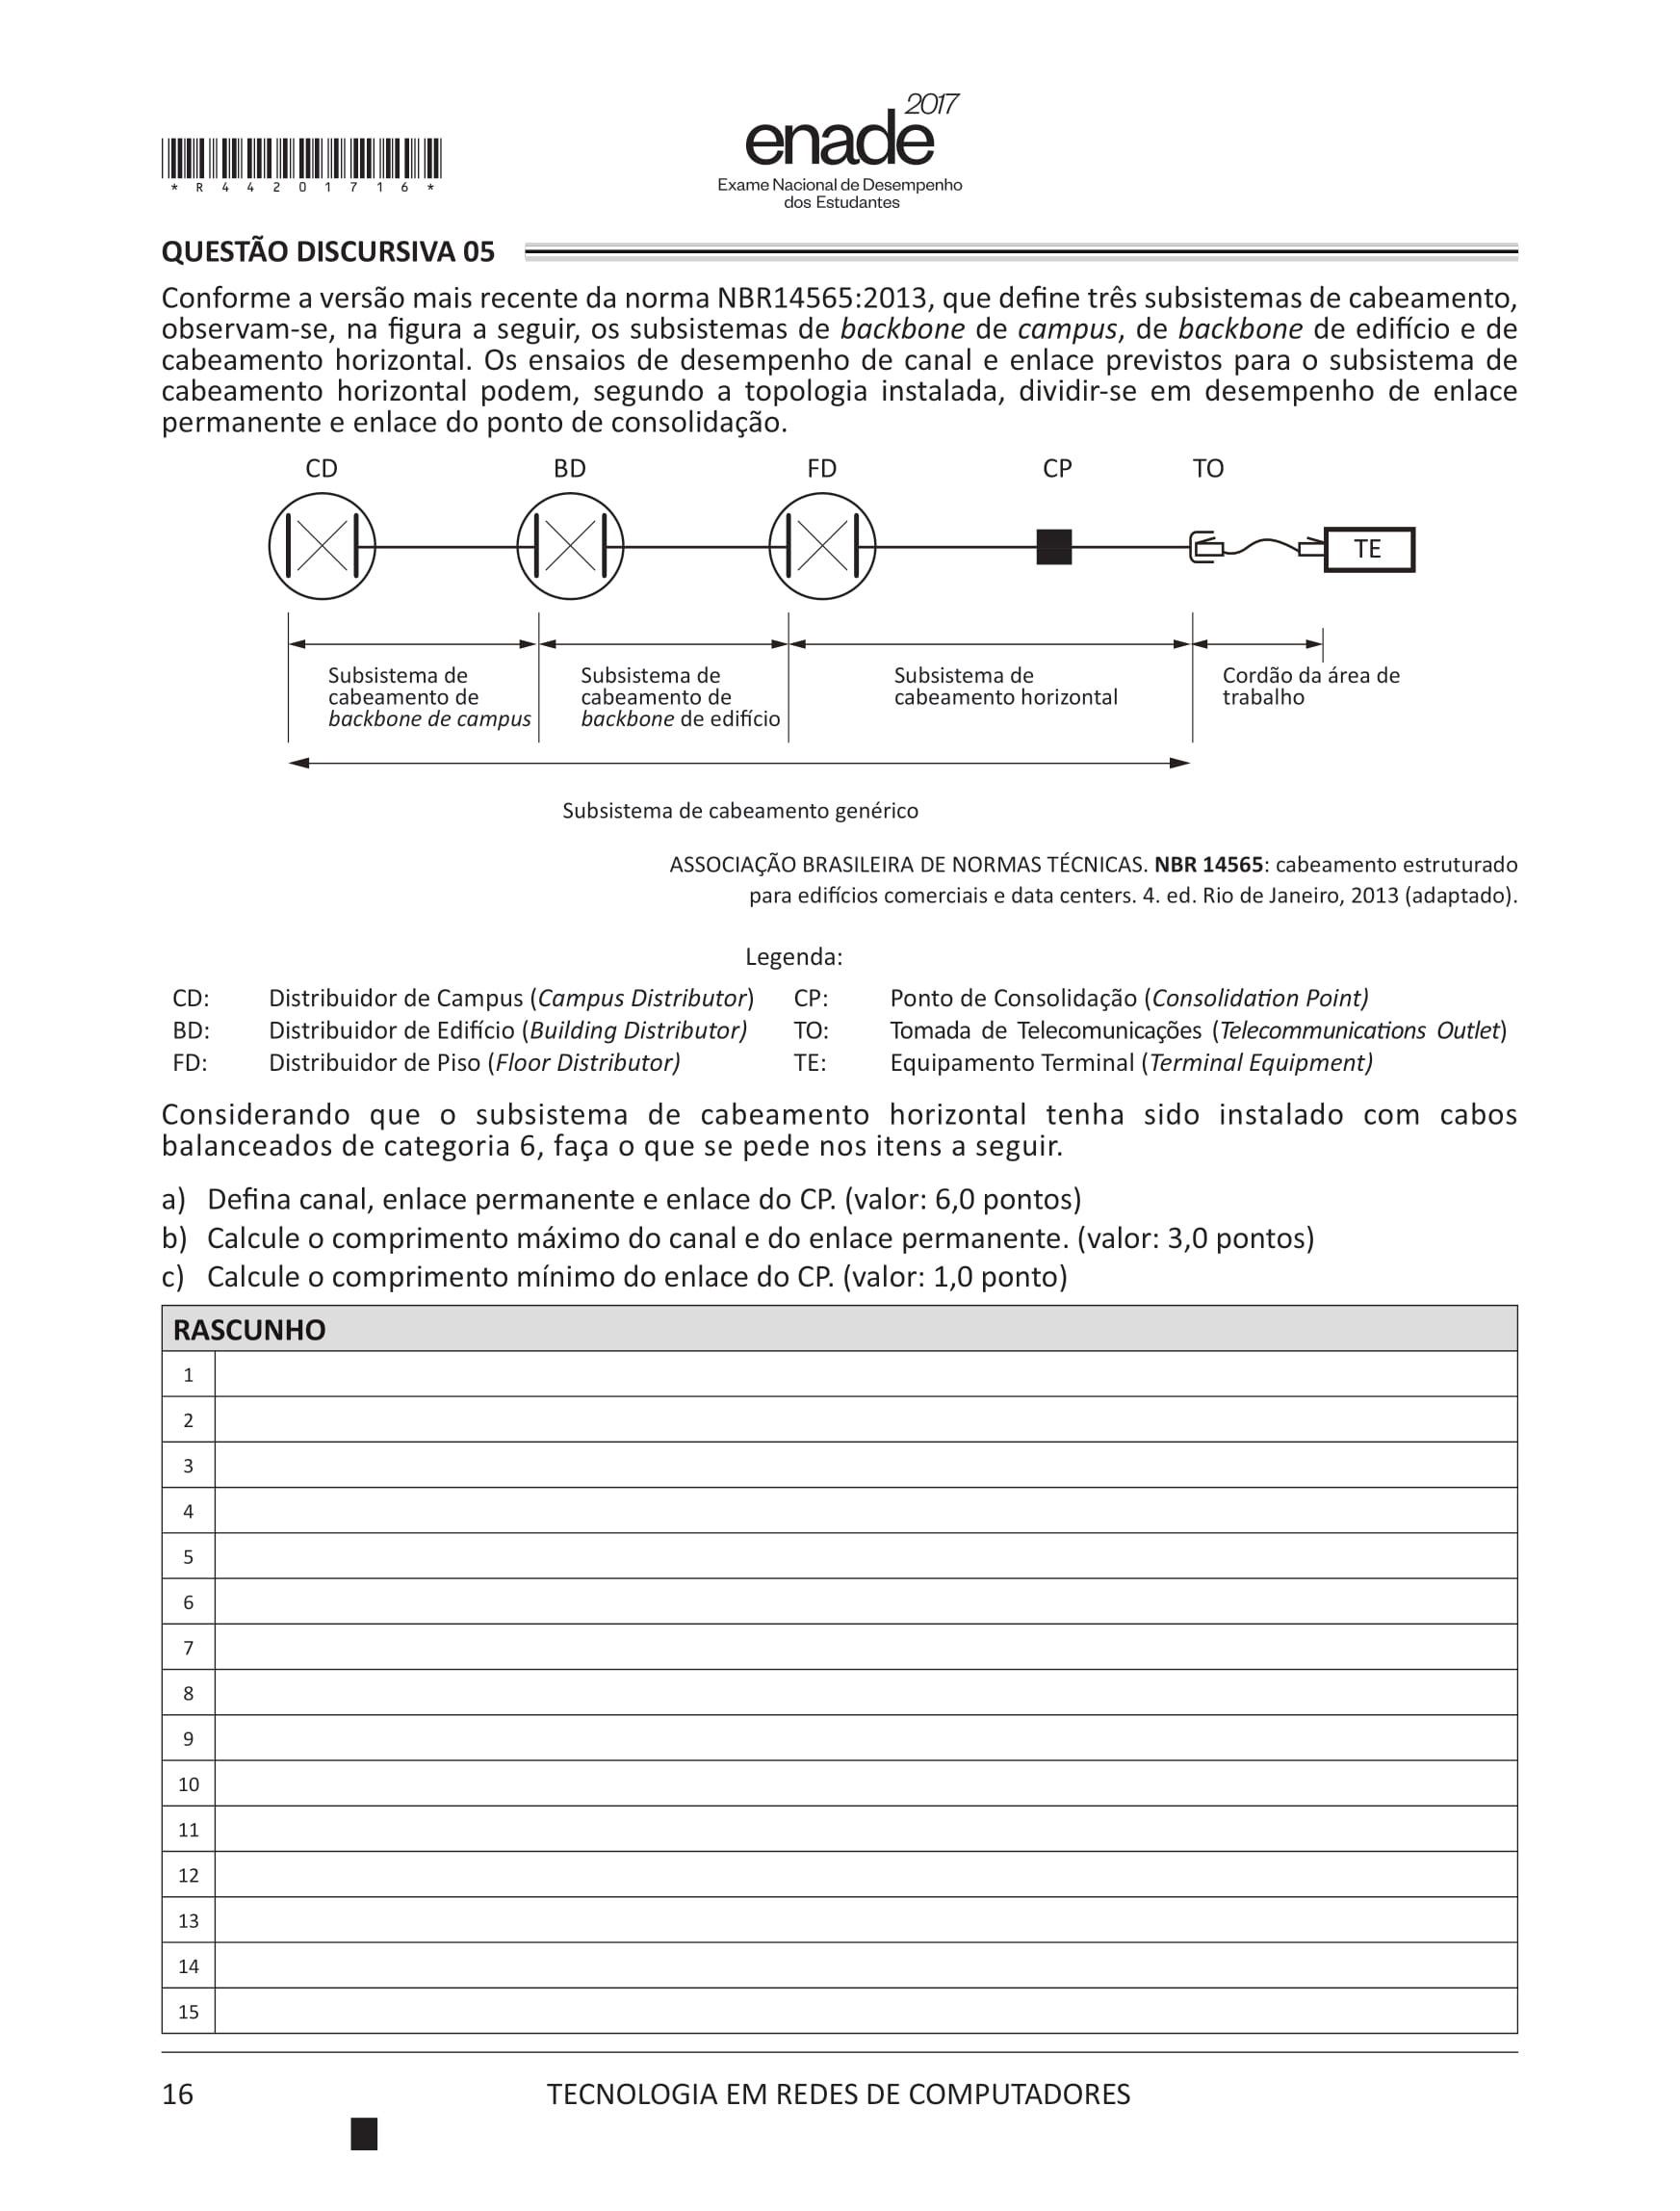 2017
enade
Exame Nacional de Desempenho
dos Estudantes
* R 4 4 2 0 1 7 1 6 *
QUESTÃO DISCURSIVA 05
Conforme a versão mais recente da norma NBR14565:2013, que define três subsistemas de cabeamento,
observam-se, na figura a seguir, os subsistemas de backbone de campus, de backbone de edifício e de
cabeamento horizontal. Os ensaios de desempenho de canal e enlace previstos para o subsistema de
cabeamento horizontal podem, segundo a topologia instalada, dividir-se em desempenho de enlace
permanente e enlace do ponto de consolidação.
CD BD FD CP TO
TE
Subsistema de cabeamento de backbone de campus
Subsistema de cabeamento de backbone de edifício
Subsistema de cabeamento horizontal
Cordão da área de trabalho
Subsistema de cabeamento genérico
ASSOCIAÇÃO BRASILEIRA DE NORMAS TÉCNICAS. NBR 14565: cabeamento estruturado
para edifícios comerciais e data centers. 4. ed. Rio de Janeiro, 2013 (adaptado).
Legenda:
CD: Distribuidor de Campus (Campus Distributor) CP: Ponto de Consolidação (Consolidation Point)
BD: Distribuidor de Edifício (Building Distributor) TO: Tomada de Telecomunicações (Telecommunications Outlet)
FD: Distribuidor de Piso (Floor Distributor) TE: Equipamento Terminal (Terminal Equipment)
Considerando que o subsistema de cabeamento horizontal tenha sido instalado com cabos
balanceados de categoria 6, faça o que se pede nos itens a seguir.
a) Defina canal, enlace permanente e enlace do CP. (valor: 6,0 pontos)
b) Calcule o comprimento máximo do canal e do enlace permanente. (valor: 3,0 pontos)
c) Calcule o comprimento mínimo do enlace do CP. (valor: 1,0 ponto)
RASCUNHO
1
2
3
4
5
6
7
8
9
10
11
12
13
14
15
16 TECNOLOGIA EM REDES DE COMPUTADORES